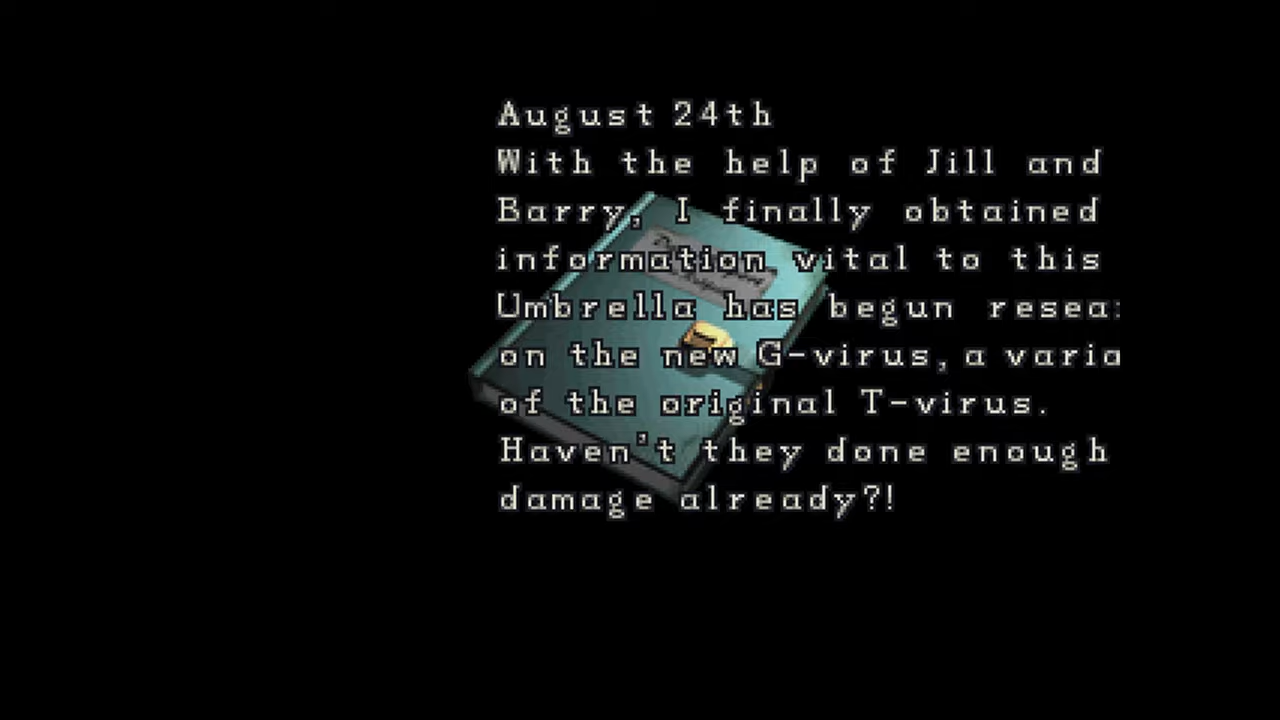 August 24th
With the help of Jill and
Barry, I finally obtained
information vital to this
Umbrella has begun
on the new G-virus, a
of the original T-virus.
Haven't they done enough
damage already?!